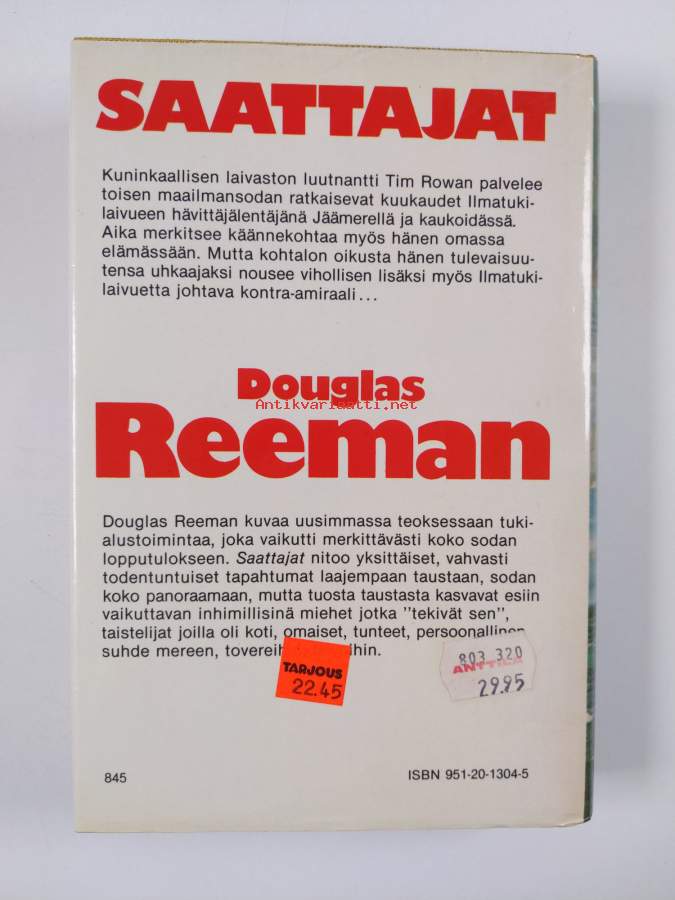 SAATTAJAT
Kuninkaallisen laivaston luutnantti Tim Rowan palvelee
toisen maailmansodan ratkaisevat kuukaudet Ilmatuki-
laivueen hävittäjälentäjänä Jäämerellä ja kaukoidässä.
Aika merkitsee käännekohtaa myös hänen omassa
elämässään. Mutta kohtalon oikusta hänen tulevaisuu-
tensa uhkaajaksi nousee vihollisen lisäksi myös Ilmatuki-
laivuetta johtava kontra-amiraali...
Douglas
Antikvariaatti.net
Reeman
Douglas Reeman kuvaa uusimmassa teoksessaan tuki-
alustoimintaa, joka vaikutti merkittävästi koko sodan
lopputulokseen. Saattajat nitoo yksittäiset, vahvasti
todentuntuiset tapahtumat laajempaan taustaan, sodan
koko panoraamaan, mutta tuosta taustasta kasvavat esiin
vaikuttavan inhimillisinä miehet jotka "tekivät sen",
taistelijat joilla oli koti, omaiset, tunteet, persoonallinen
suhde mereen,
TARJOUS
22.45
803 320
ANTTILA
29.95
845
ISBN 951-20-1304-5